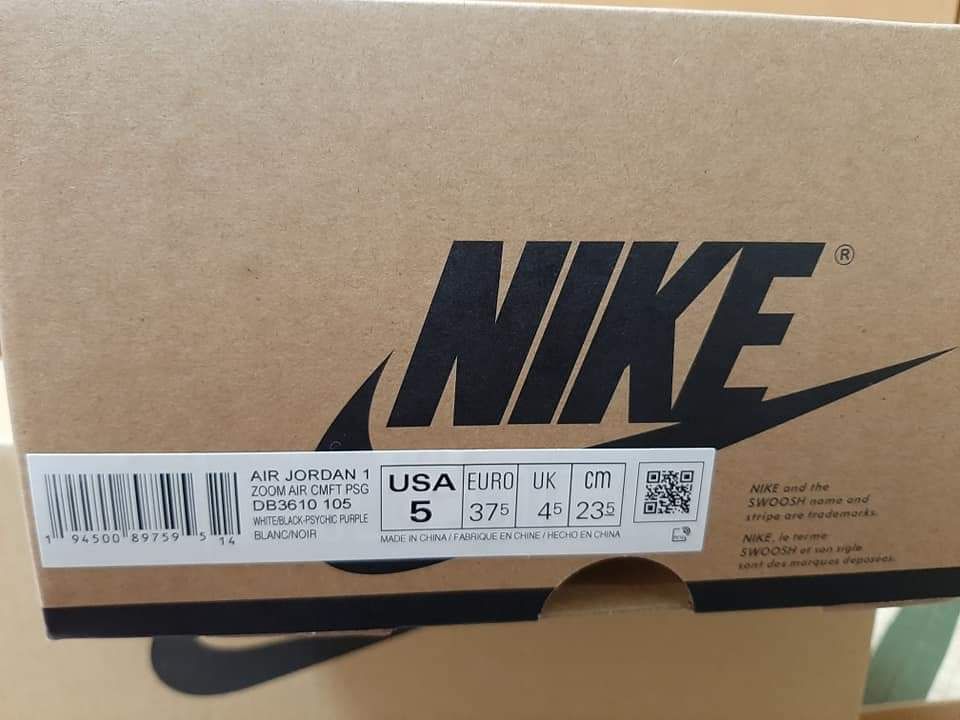 NIKE®
AIR JORDAN 1
ZOOM AIR CMFT PSG
DB3610 105
WHITE/BLACK-PSYCHIC PURPLE
BLANC/NOIR
1 94500 89759 5 14
USA EURO UK cm
5 375 45 235
MADE IN CHINA / FABRIQUE EN CHINE / HECHO EN CHINA
NIKE and the
SWOOSH name and
stripe are trademarks.
NIKE, le terme
SWOOSH et son sigle
sont des marques deposées.